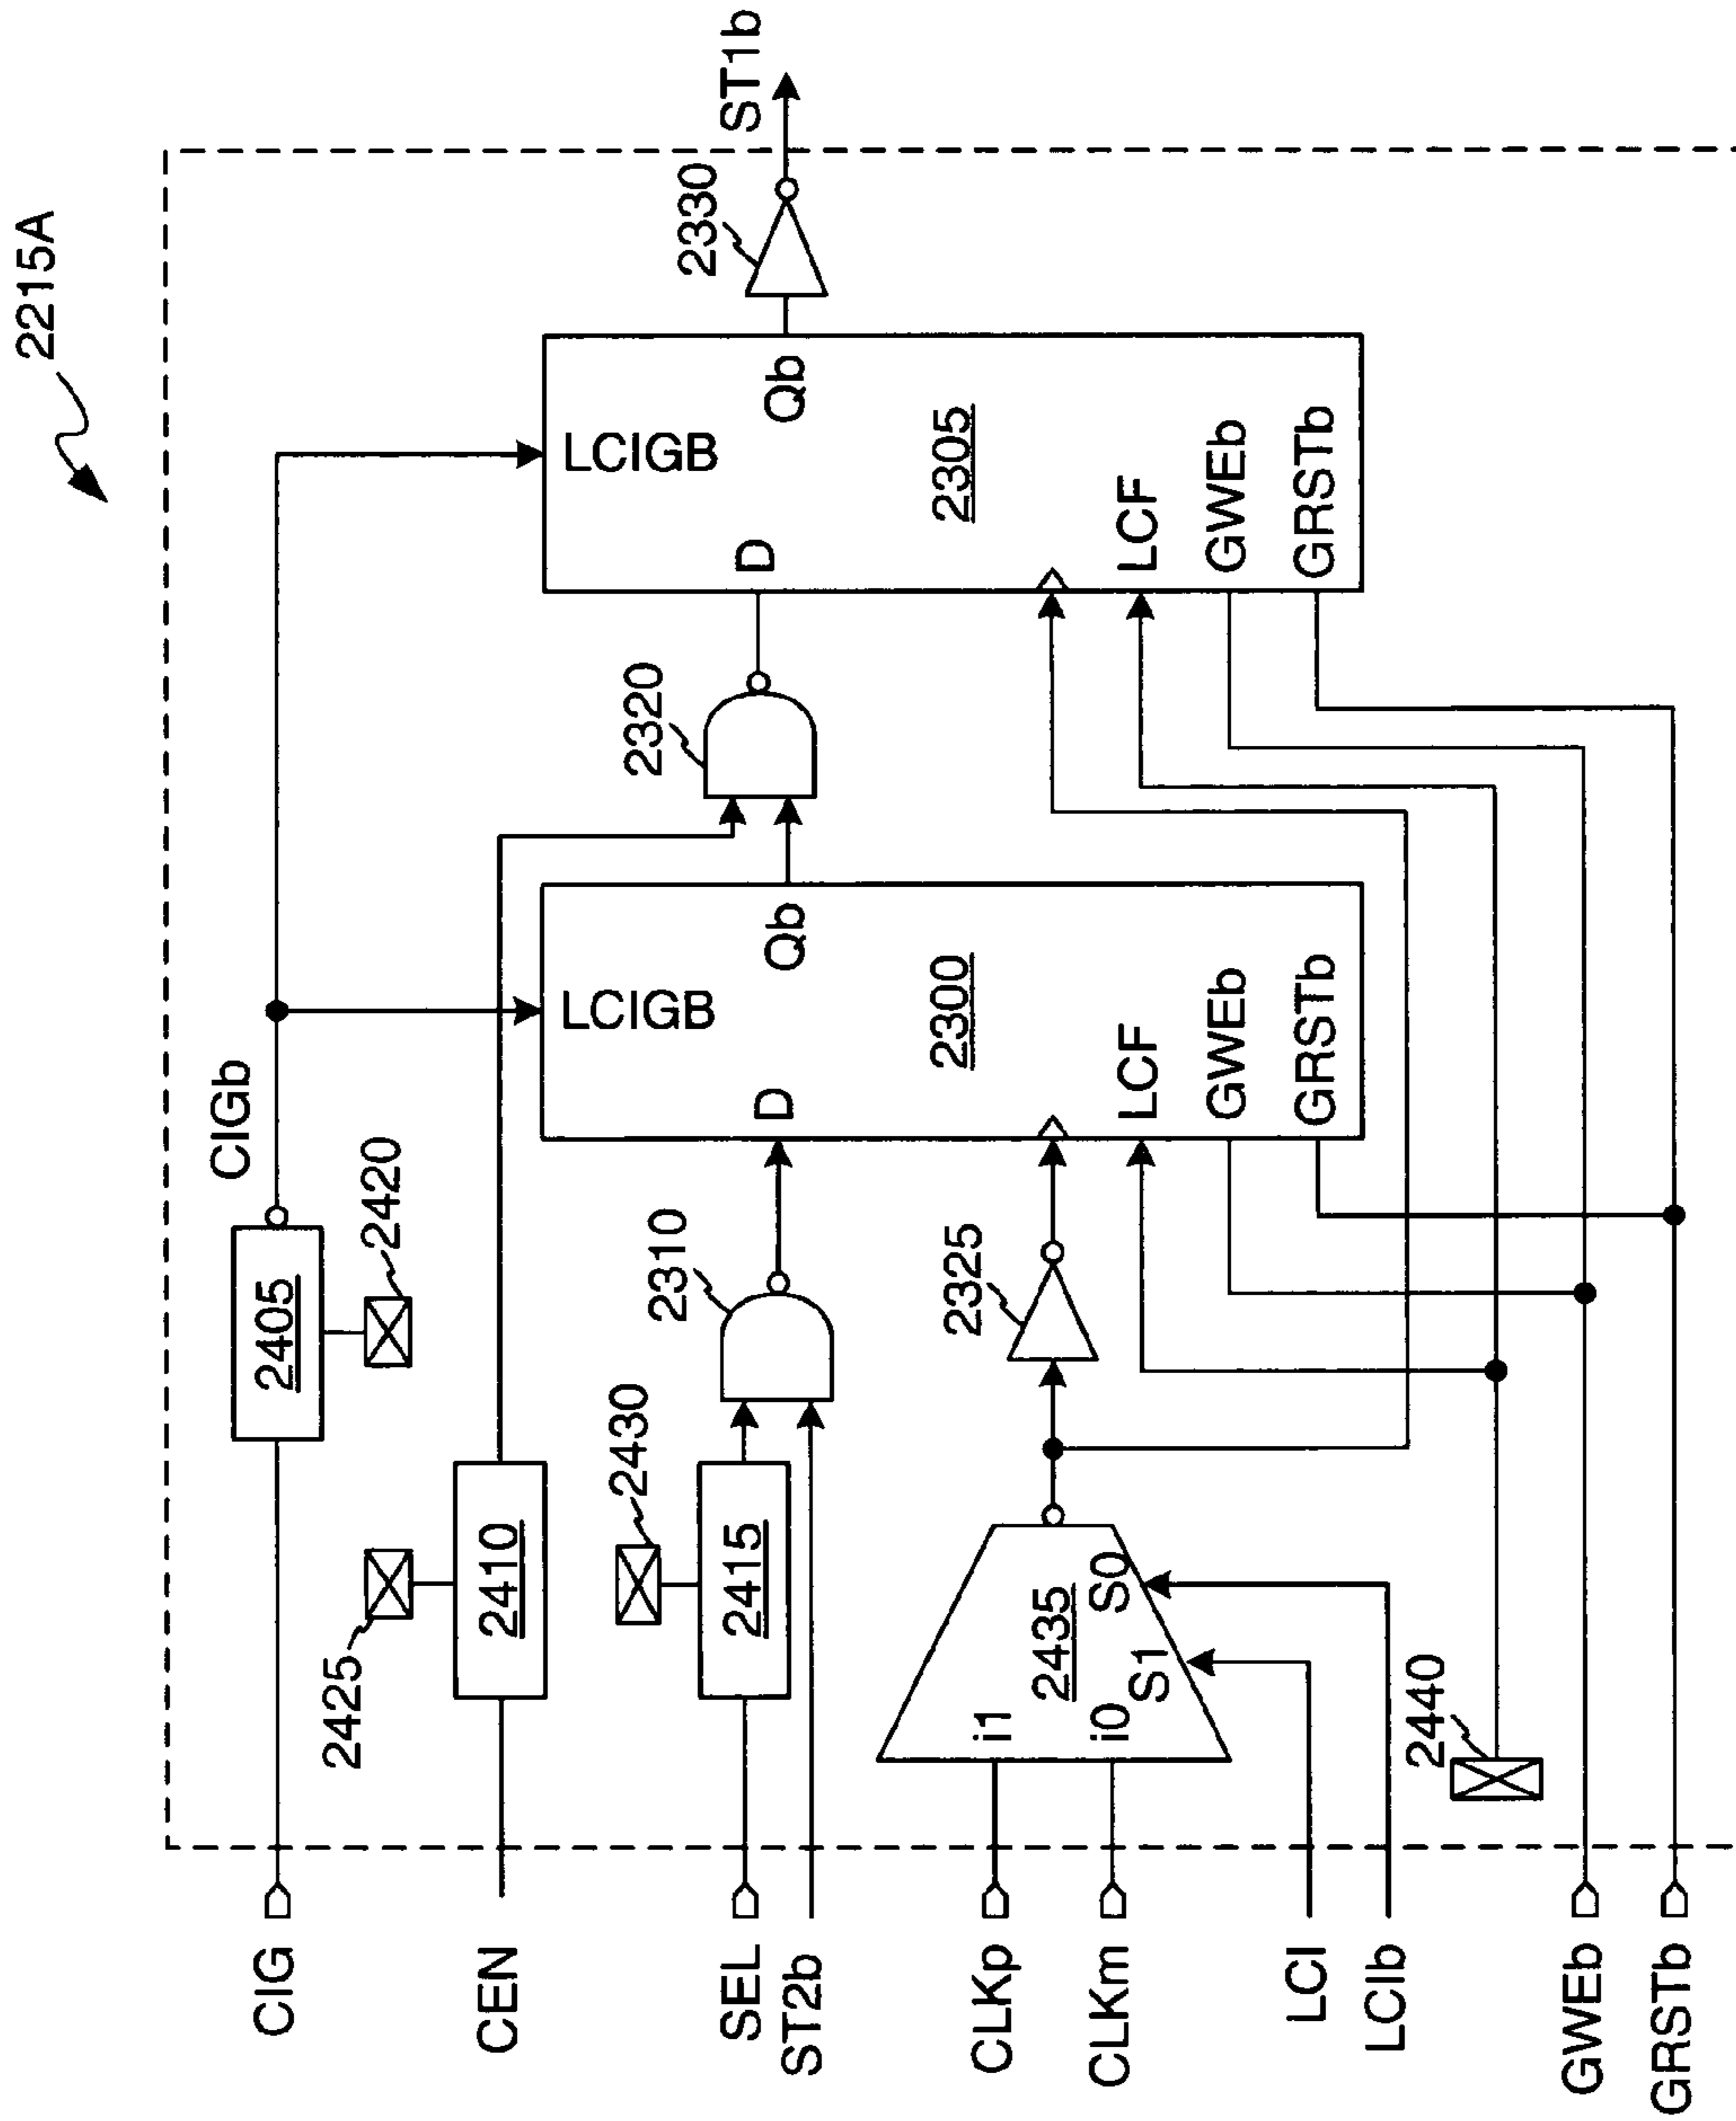 2215A
CIG
2405
2420
CIGb
CEN
2425
2410
SEL
ST2b
2430
2415
2310
CLKp
CLKm
i1
i0
2435
S1
S0
LCI
LCIb
2325
2440
GWEb
GRSTb
LCIGB
D
Qb
2300
LCF
GWEb
GRSTb
2320
LCIGB
D
Qb
2305
LCF
GWEb
GRSTb
2330
ST1b